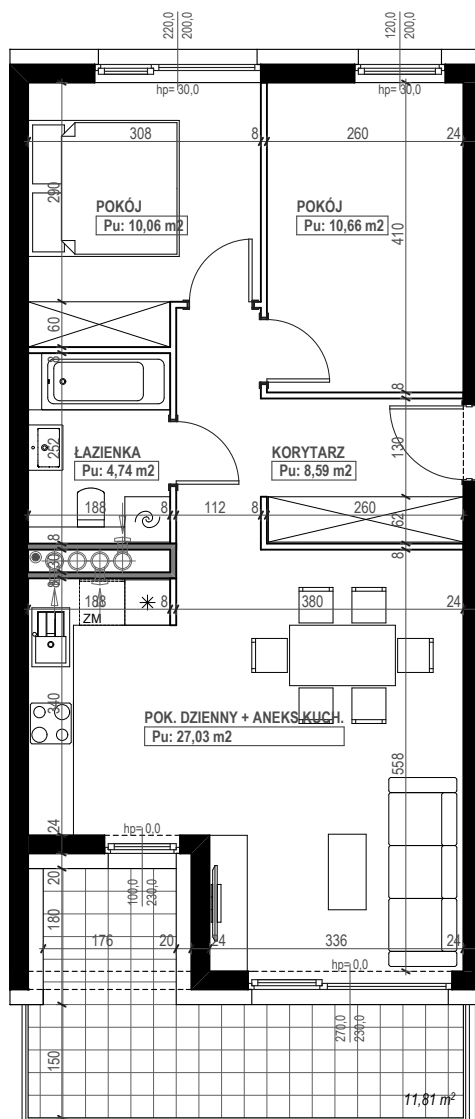 220,0
200,0
120,0
200,0
hp= 30,0
hp= 30,0
308
8
260
24
290
POKÓJ
Pu: 10,06 m2
POKÓJ
Pu: 10,66 m2
410
60
8
8
252
ŁAZIENKA
Pu: 4,74 m2
KORYTARZ
Pu: 8,59 m2
130
188
8
112
8
260
62
8
30
8
8
188
8
380
24
ZM
340
POK. DZIENNY + ANEKS KUCH.
Pu: 27,03 m2
558
24
hp= 0,0
20
100,0
230,0
180
176
20
24
336
24
hp= 0,0
270,0
230,0
150
11,81 m²